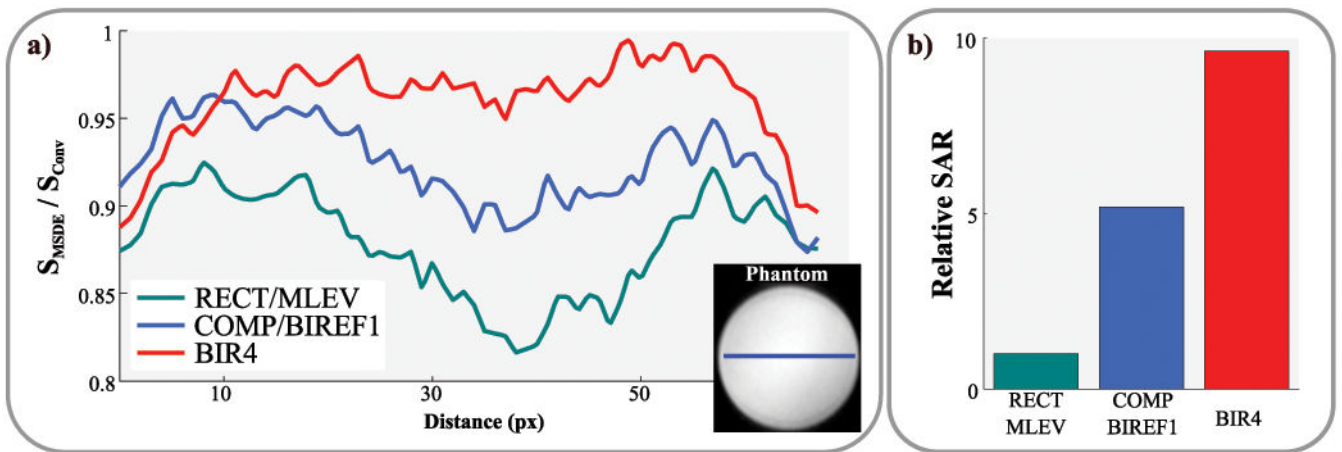 a)
1
0.95
0.9
0.85
0.8
S_MSDE / S_Conv
RECT/MLEV
COMP/BIREF1
BIR4
10
30
50
Distance (px)
Phantom
b)
10
5
0
Relative SAR
RECT
MLEV
COMP
BIREF1
BIR4